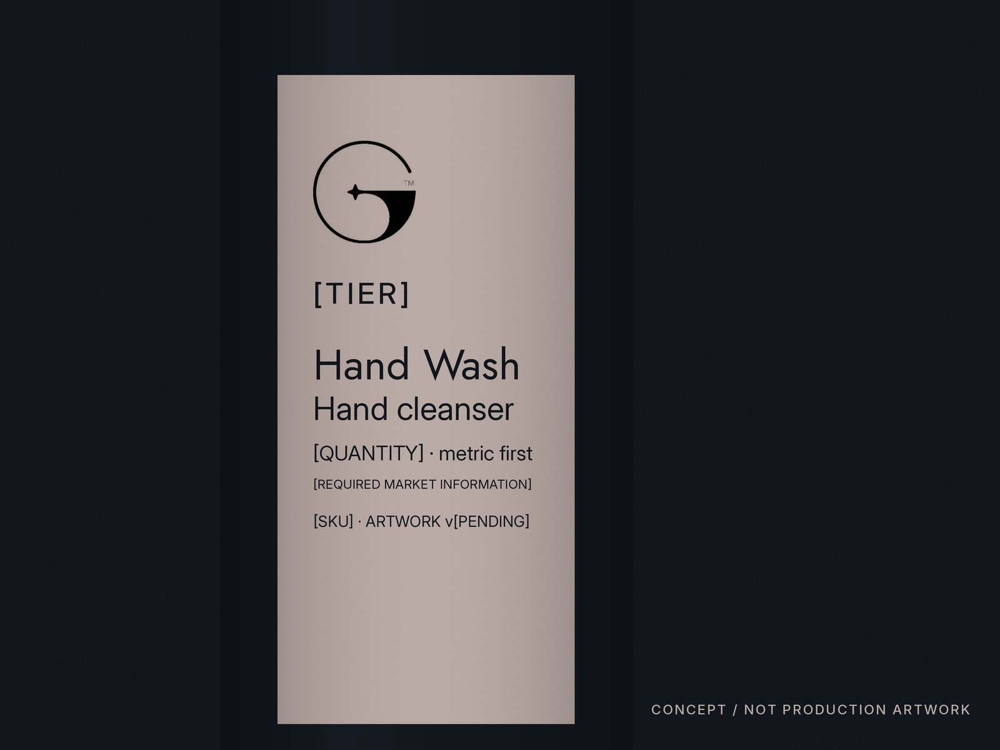 TM
[TIER]
Hand Wash
Hand cleanser
[QUANTITY] · metric first
[REQUIRED MARKET INFORMATION]
[SKU] · ARTWORK v[PENDING]
CONCEPT / NOT PRODUCTION ARTWORK